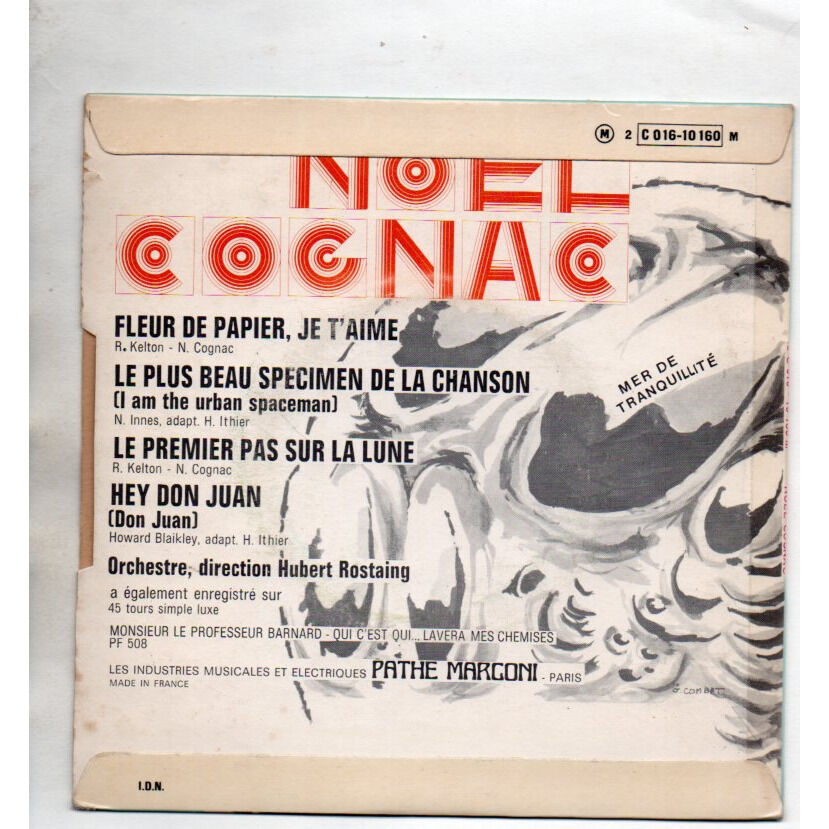 Ⓜ 2 C 016-10160 M
NOEL
COGNAC
FLEUR DE PAPIER, JE T'AIME
R. Kelton - N. Cognac
LE PLUS BEAU SPECIMEN DE LA CHANSON
(I am the urban spaceman)
N. Innes, adapt. H. Ithier
LE PREMIER PAS SUR LA LUNE
R. Kelton - N. Cognac
HEY DON JUAN
(Don Juan)
Howard Blaikley, adapt. H. Ithier
Orchestre, direction Hubert Rostaing
a également enregistré sur
45 tours simple luxe
MONSIEUR LE PROFESSEUR BARNARD - QUI C'EST QUI... LAVERA MES CHEMISES
PF 508
LES INDUSTRIES MUSICALES ET ELECTRIQUES PATHE MARCONI - PARIS
MADE IN FRANCE
MER DE
TRANQUILLITÉ
G. COMBET
I.D.N.